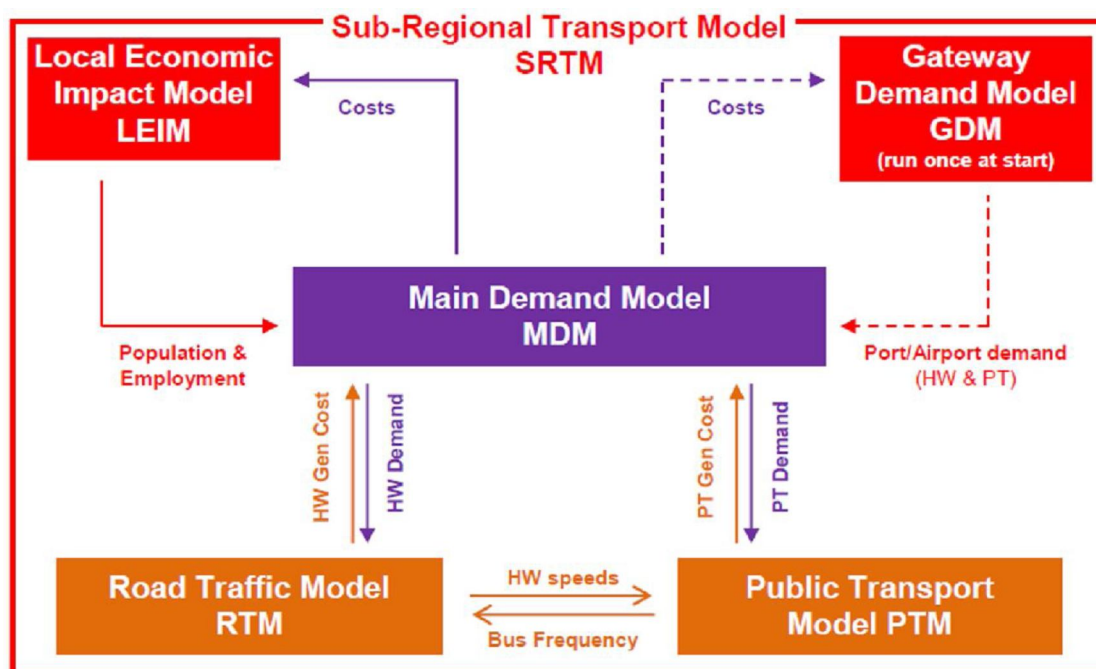 Sub-Regional Transport Model
SRTM
Local Economic
Impact Model
LEIM
Costs
Costs
Gateway
Demand Model
GDM
(run once at start)
Main Demand Model
MDM
Population &
Employment
Port/Airport demand
(HW & PT)
HW Gen Cost
HW Demand
PT Gen Cost
PT Demand
Road Traffic Model
RTM
HW speeds
Bus Frequency
Public Transport
Model PTM